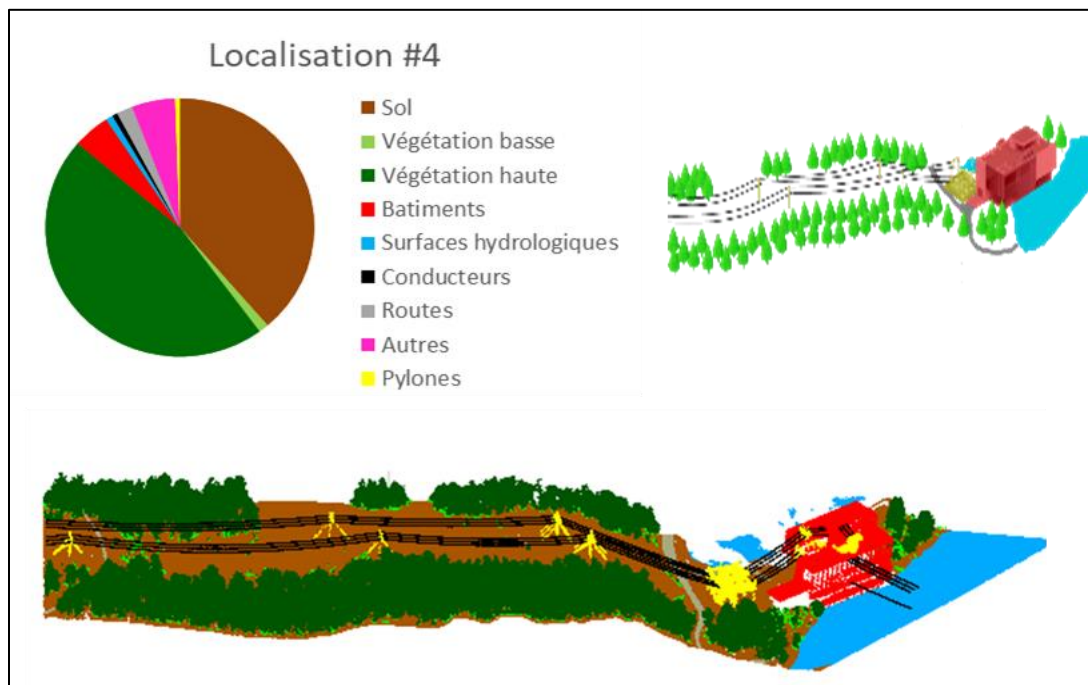 Localisation #4
Sol
Végétation basse
Végétation haute
Batiments
Surfaces hydrologiques
Conducteurs
Routes
Autres
Pylones